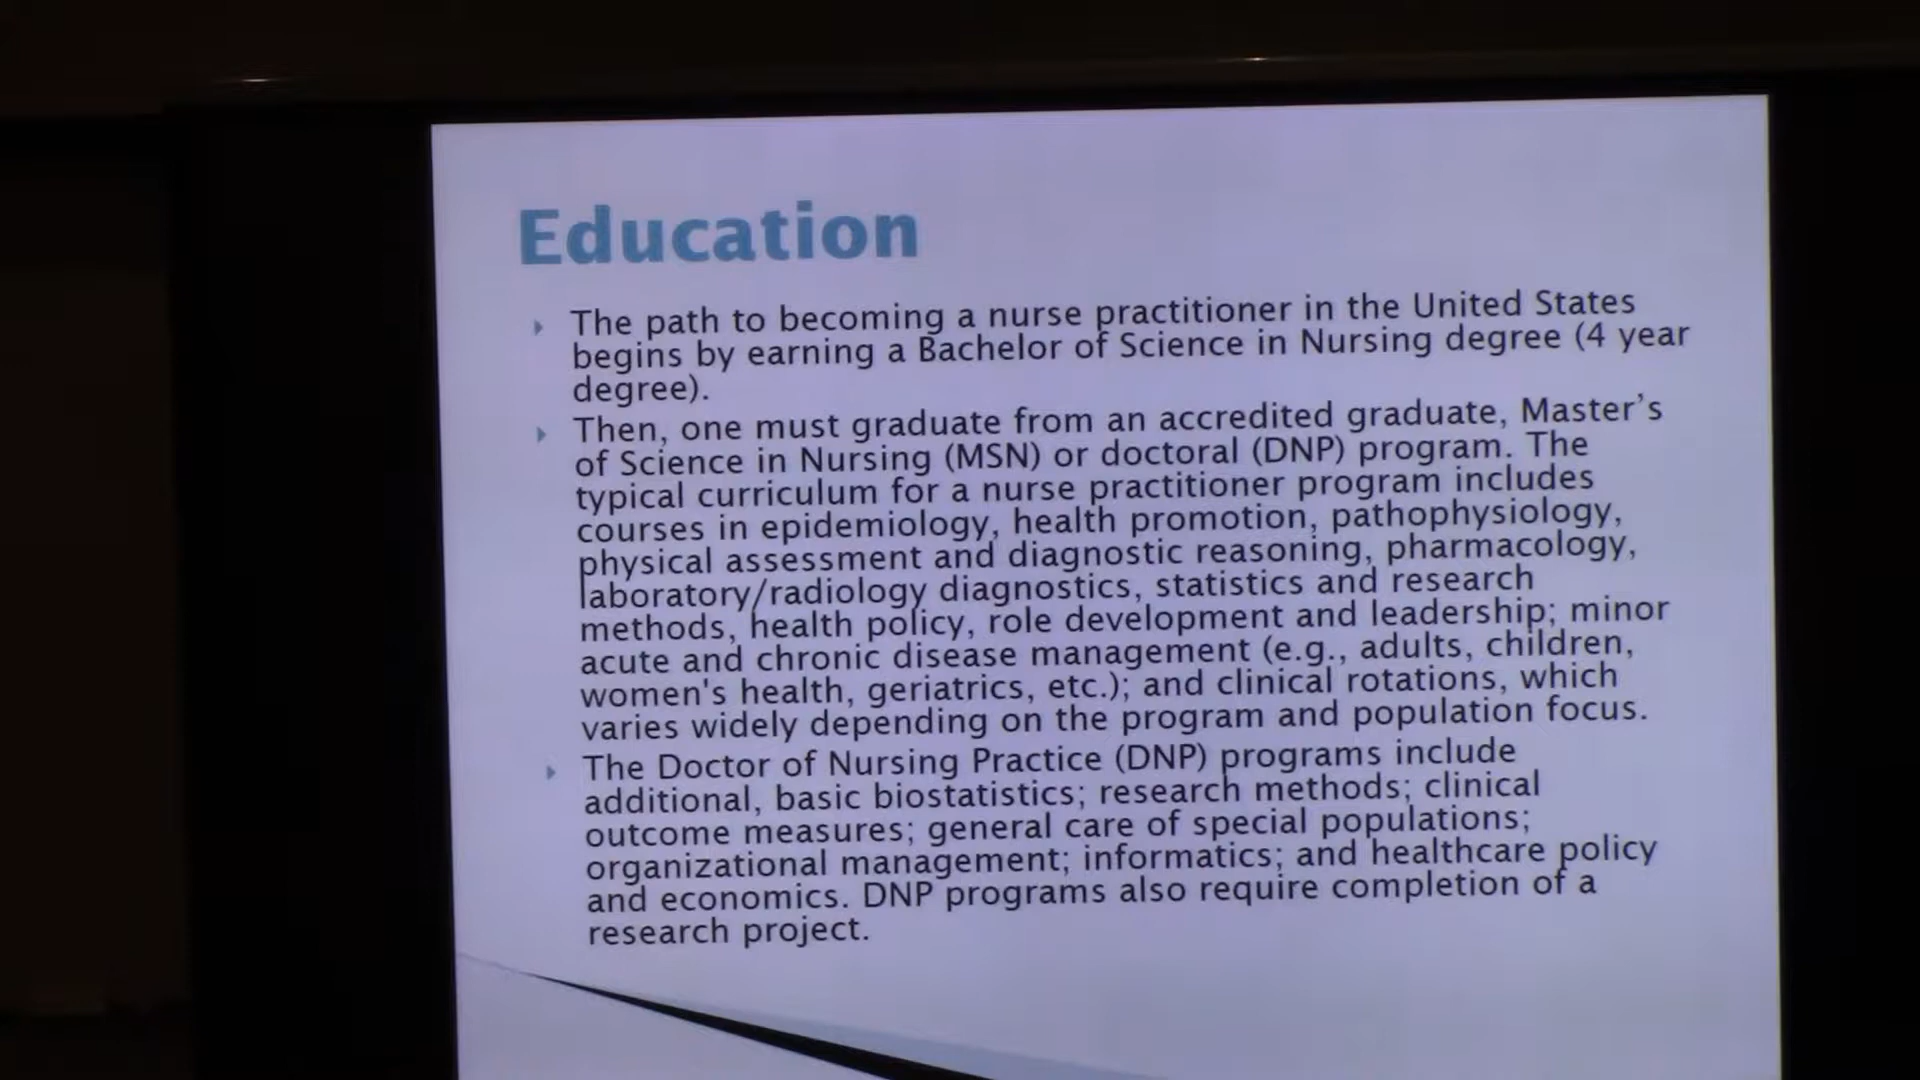 Education
The path to becoming a nurse practitioner in the United States
begins by earning a Bachelor of Science in Nursing degree (4 year
degree).
Then, one must graduate from an accredited graduate, Master's
of Science in Nursing (MSN) or doctoral (DNP) program. The
typical curriculum for a nurse practitioner program includes
courses in epidemiology, health promotion, pathophysiology,
physical assessment and diagnostic reasoning, pharmacology,
laboratory/radiology diagnostics, statistics and research
methods, health policy, role development and leadership; minor
acute and chronic disease management (e.g., adults, children,
women's health, geriatrics, etc.); and clinical rotations, which
varies widely depending on the program and population focus.
The Doctor of Nursing Practice (DNP) programs include
additional, basic biostatistics; research methods; clinical
outcome measures; general care of special populations;
organizational management; informatics; and healthcare policy
and economics. DNP programs also require completion of a
research project.